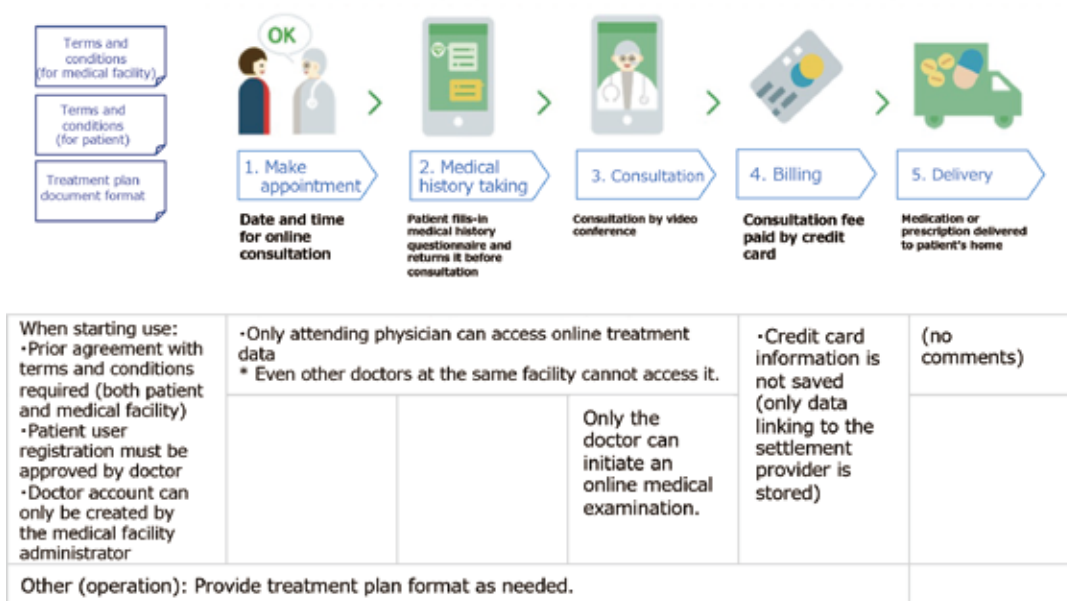 Terms and
conditions
(for medical facility)
Terms and
conditions
(for patient)
Treatment plan
document format
OK
1. Make
appointment
2. Medical
history taking
3. Consultation
4. Billing
5. Delivery
Date and time
for online
consultation
Patient fills-in
medical history
questionnaire and
returns it before
consultation
Consultation by video
conference
Consultation fee
paid by credit
card
Medication or
prescription delivered
to patient's home
When starting use:
・Prior agreement with
terms and conditions
required (both patient
and medical facility)
・Patient user
registration must be
approved by doctor
・Doctor account can
only be created by
the medical facility
administrator
・Only attending physician can access online treatment
data
* Even other doctors at the same facility cannot access it.
Only the
doctor can
initiate an
online medical
examination.
・Credit card
information is
not saved
(only data
linking to the
settlement
provider is
stored)
(no
comments)
Other (operation): Provide treatment plan format as needed.